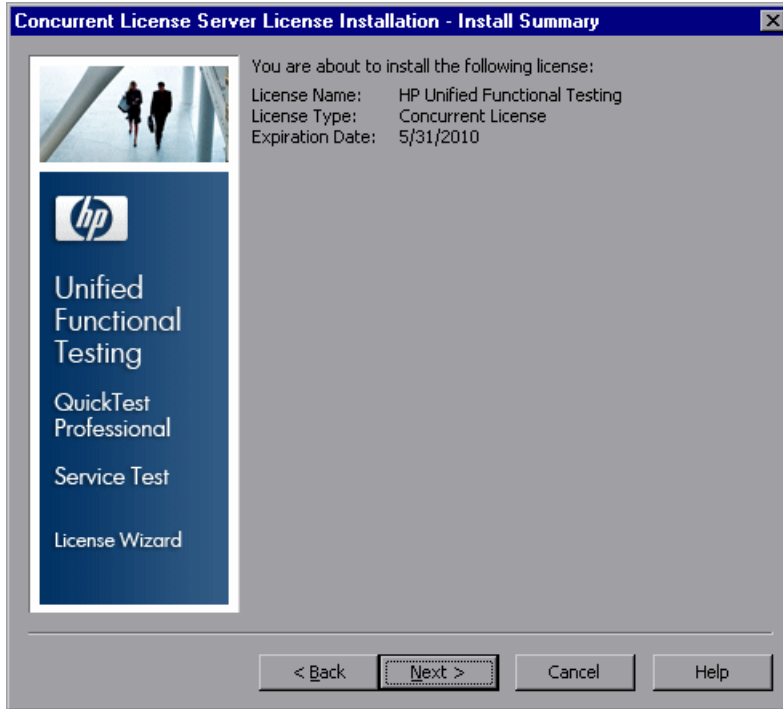 Concurrent License Server License Installation - Install Summary
You are about to install the following license:
License Name: HP Unified Functional Testing
License Type: Concurrent License
Expiration Date: 5/31/2010
hp
Unified
Functional
Testing
QuickTest
Professional
Service Test
License Wizard
< Back
Next >
Cancel
Help